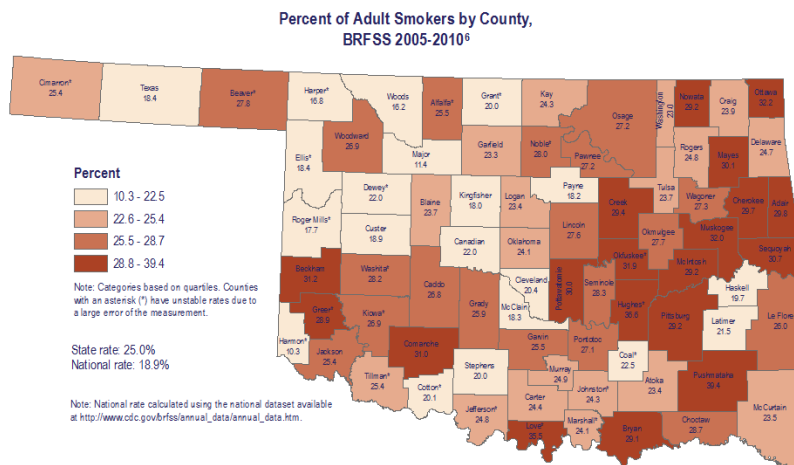 Percent of Adult Smokers by County,
BRFSS 2005-2010⁶
Cimarron*
25.4
Texas
18.4
Beaver*
27.8
Harper*
16.8
Woods
16.2
Alfalfa*
25.5
Grant*
20.0
Kay
24.3
Osage
27.2
Washington
23.0
Nowata
29.2
Craig
23.9
Ottawa
32.2
Woodward
26.9
Ellis*
18.4
Major
11.4
Garfield
23.3
Noble*
28.0
Pawnee
27.2
Rogers
24.8
Mayes
30.1
Delaware
24.7
Dewey*
22.0
Blaine
23.7
Kingfisher
18.0
Logan
23.4
Payne
18.2
Creek
29.4
Tulsa
23.7
Wagoner
27.3
Cherokee
29.7
Adair
29.8
Roger Mills*
17.7
Custer
18.9
Canadian
22.0
Oklahoma
24.1
Lincoln
27.6
Okmulgee
27.7
Muskogee
32.0
Okfuskee*
31.9
McIntosh
29.2
Sequoyah
30.7
Beckham
31.2
Washita*
28.2
Caddo
26.8
Grady
25.9
Cleveland
20.4
McClain
18.3
Pottawatomie
30.0
Seminole
28.3
Hughes*
Haskell
19.7
Pittsburg
29.2
Latimer
21.5
Le Flore
26.0
Greer*
28.9
Kiowa*
26.9
Harmon*
10.3
Jackson
25.4
Comanche
31.0
Tillman*
25.4
Cotton*
20.1
Stephens
20.0
Garvin
25.5
Pontotoc
27.1
Coal*
22.5
Murray
24.9
Johnston*
24.3
Atoka
23.4
Pushmataha
39.4
McCurtain
23.5
Jefferson*
24.8
Carter
24.4
Love*
Marshall*
24.1
Bryan
29.1
Choctaw
28.7
Percent
10.3 - 22.5
22.6 - 25.4
25.5 - 28.7
28.8 - 39.4
Note: Categories based on quartiles. Counties
with an asterisk (*) have unstable rates due to
a large error of the measurement.
State rate: 25.0%
National rate: 18.9%
Note: National rate calculated using the national dataset available
at http://www.cdc.gov/brfss/annual_data/annual_data.htm.